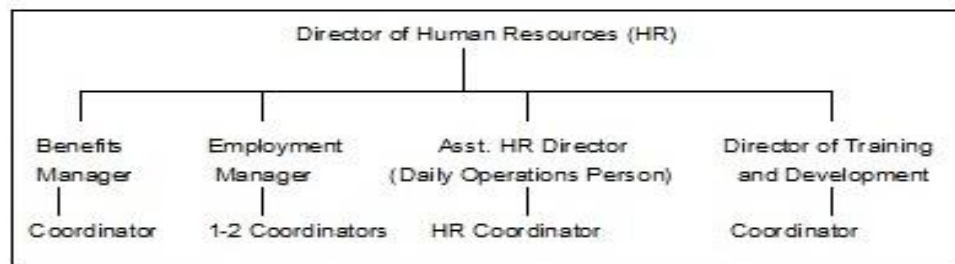 Director of Human Resources (HR)
Benefits
Manager
Employment
Manager
Asst. HR Director
(Daily Operations Person)
Director of Training
and Development
Coordinator
1-2 Coordinators
HR Coordinator
Coordinator